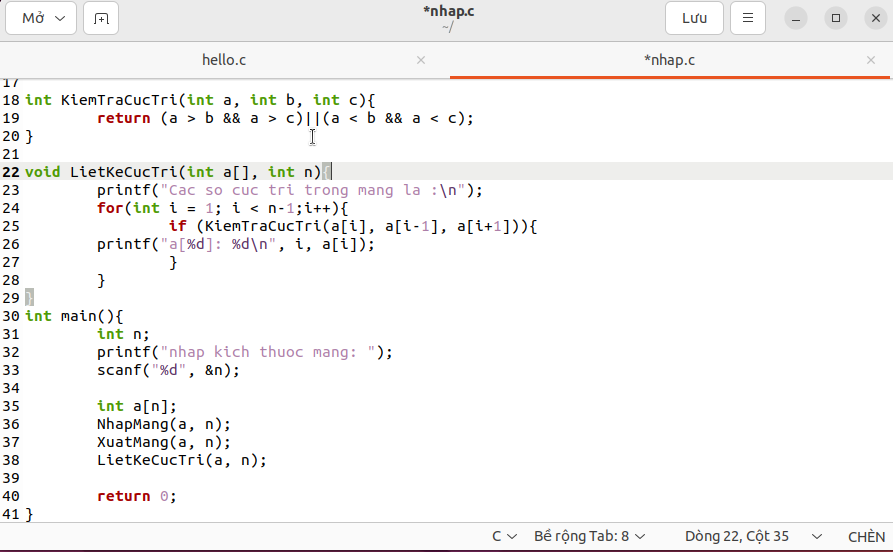 Mở
*nhap.c
~/
Lưu
hello.c
*nhap.c
17
18 int KiemTraCucTri(int a, int b, int c){
19         return (a > b && a > c)||(a < b && a < c);
20 }
21
22 void LietKeCucTri(int a[], int n){
23         printf("Cac so cuc tri trong mang la :\n");
24         for(int i = 1; i < n-1;i++){
25                 if (KiemTraCucTri(a[i], a[i-1], a[i+1])){
26         printf("a[%d]: %d\n", i, a[i]);
27                 }
28         }
29 }
30 int main(){
31         int n;
32         printf("nhap kich thuoc mang: ");
33         scanf("%d", &n);
34
35         int a[n];
36         NhapMang(a, n);
37         XuatMang(a, n);
38         LietKeCucTri(a, n);
39
40         return 0;
41 }
C
Bề rộng Tab: 8
Dòng 22, Cột 35
CHÈN